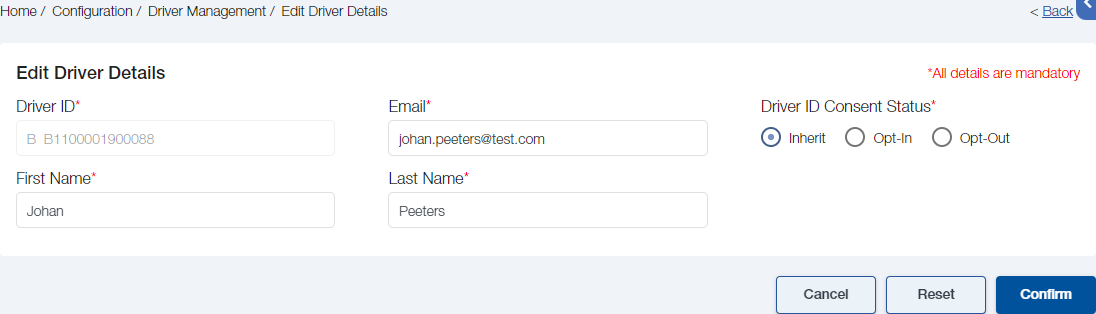 Home / Configuration / Driver Management / Edit Driver Details
< Back
Edit Driver Details
*All details are mandatory
Driver ID*
Email*
Driver ID Consent Status*
B  B1100001900088
johan.peeters@test.com
Inherit
Opt-In
Opt-Out
First Name*
Last Name*
Johan
Peeters
Cancel
Reset
Confirm